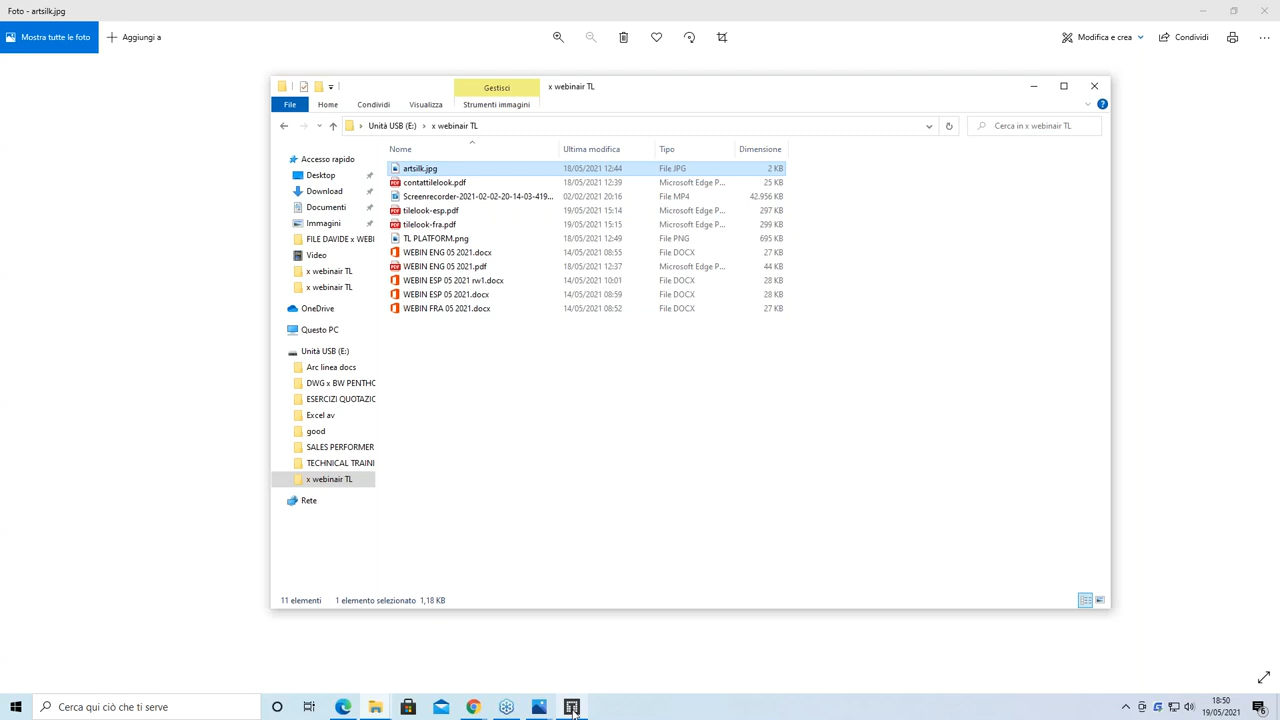 Foto - artsilk.jpg
Mostra tutte le foto
Aggiungi a
Modifica e crea
Condividi
Gestisci
x webinair TL
File
Home
Condividi
Visualizza
Strumenti immagini
Unità USB (E:)
x webinair TL
Cerca in x webinair TL
Nome
Ultima modifica
Tipo
Dimensione
Accesso rapido
Desktop
Download
Documenti
Immagini
FILE DAVIDE x WEBI
Video
x webinair TL
x webinair TL
OneDrive
Questo PC
Unità USB (E:)
Arc linea docs
DWG x BW PENTHC
ESERCIZI QUOTAZIC
Excel av
good
SALES PERFORMER
TECHNICAL TRAINI
x webinair TL
Rete
artsilk.jpg 18/05/2021 12:44 File JPG 2 KB
contattilelook.pdf 18/05/2021 12:39 Microsoft Edge P... 25 KB
Screenrecorder-2021-02-02-20-14-03-419... 02/02/2021 20:16 File MP4 42.956 KB
tilelook-esp.pdf 19/05/2021 15:14 Microsoft Edge P... 297 KB
tilelook-fra.pdf 19/05/2021 15:15 Microsoft Edge P... 299 KB
TL PLATFORM.png 18/05/2021 12:49 File PNG 695 KB
WEBIN ENG 05 2021.docx 14/05/2021 08:55 File DOCX 27 KB
WEBIN ENG 05 2021.pdf 18/05/2021 12:37 Microsoft Edge P... 44 KB
WEBIN ESP 05 2021 rw1.docx 14/05/2021 10:01 File DOCX 28 KB
WEBIN ESP 05 2021.docx 14/05/2021 08:59 File DOCX 28 KB
WEBIN FRA 05 2021.docx 14/05/2021 08:52 File DOCX 27 KB
11 elementi 1 elemento selezionato 1,18 KB
Cerca qui ciò che ti serve
18:50
19/05/2021